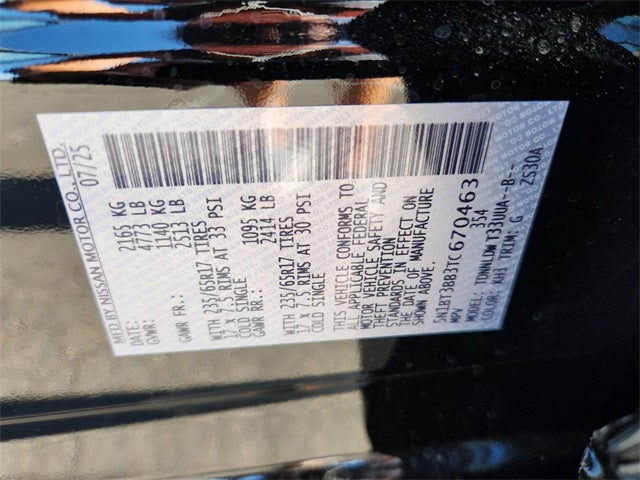 MFD BY NISSAN MOTOR CO., LTD.
DATE: 07/25
GVWR: 2165 KG
4773 LB
GAWR FR.: 1140 KG
2513 LB
WITH 235/65R17 TIRES
17 X 7.5 RIMS AT 33 PSI
COLD SINGLE
GAWR RR.: 1095 KG
2414 LB
WITH 235/65R17 TIRES
17 X 7.5 RIMS AT 30 PSI
COLD SINGLE
THIS VEHICLE CONFORMS TO
ALL APPLICABLE FEDERAL
MOTOR VEHICLE SAFETY AND
THEFT PREVENTION
STANDARDS IN EFFECT ON
THE DATE OF MANUFACTURE
SHOWN ABOVE.
5N1BT3BB3TC670463
MPV 354
MODEL: T33UUA--B--
COLOR: KH3 TRIM: G ZS30A